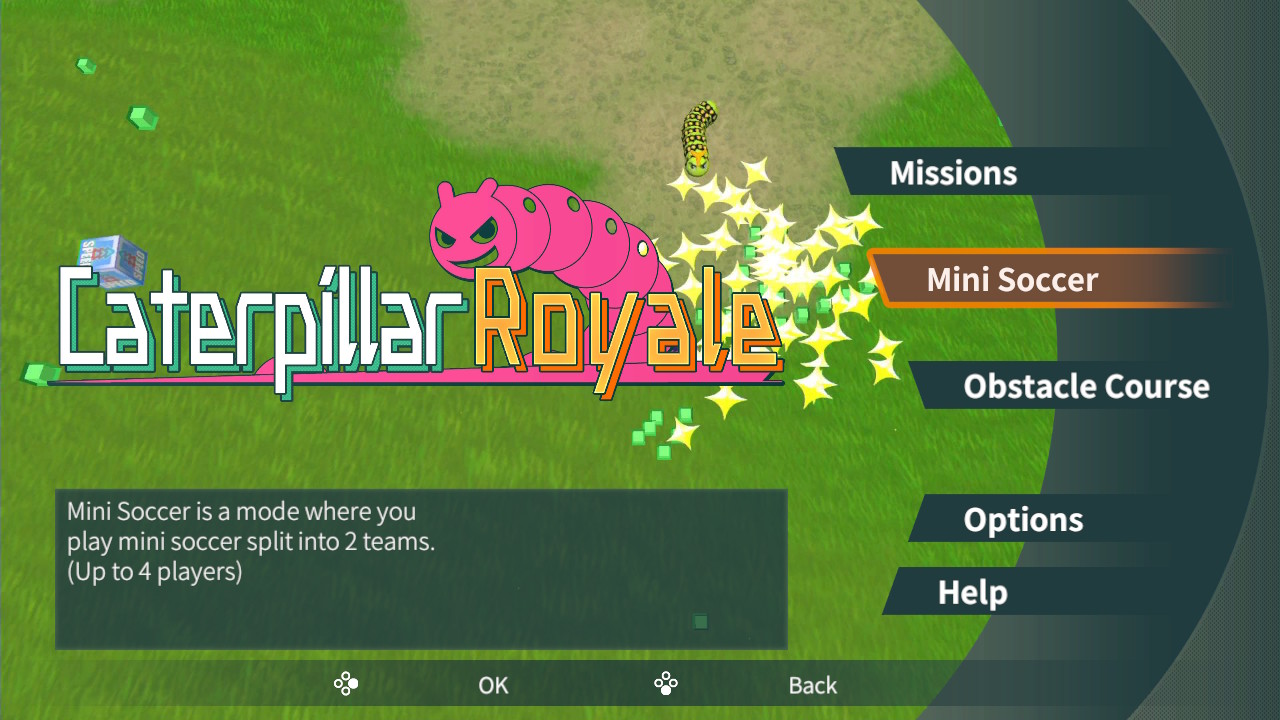 Caterpillar Royale
Missions
Mini Soccer
Obstacle Course
Options
Help
Mini Soccer is a mode where you
play mini soccer split into 2 teams.
(Up to 4 players)
OK
Back